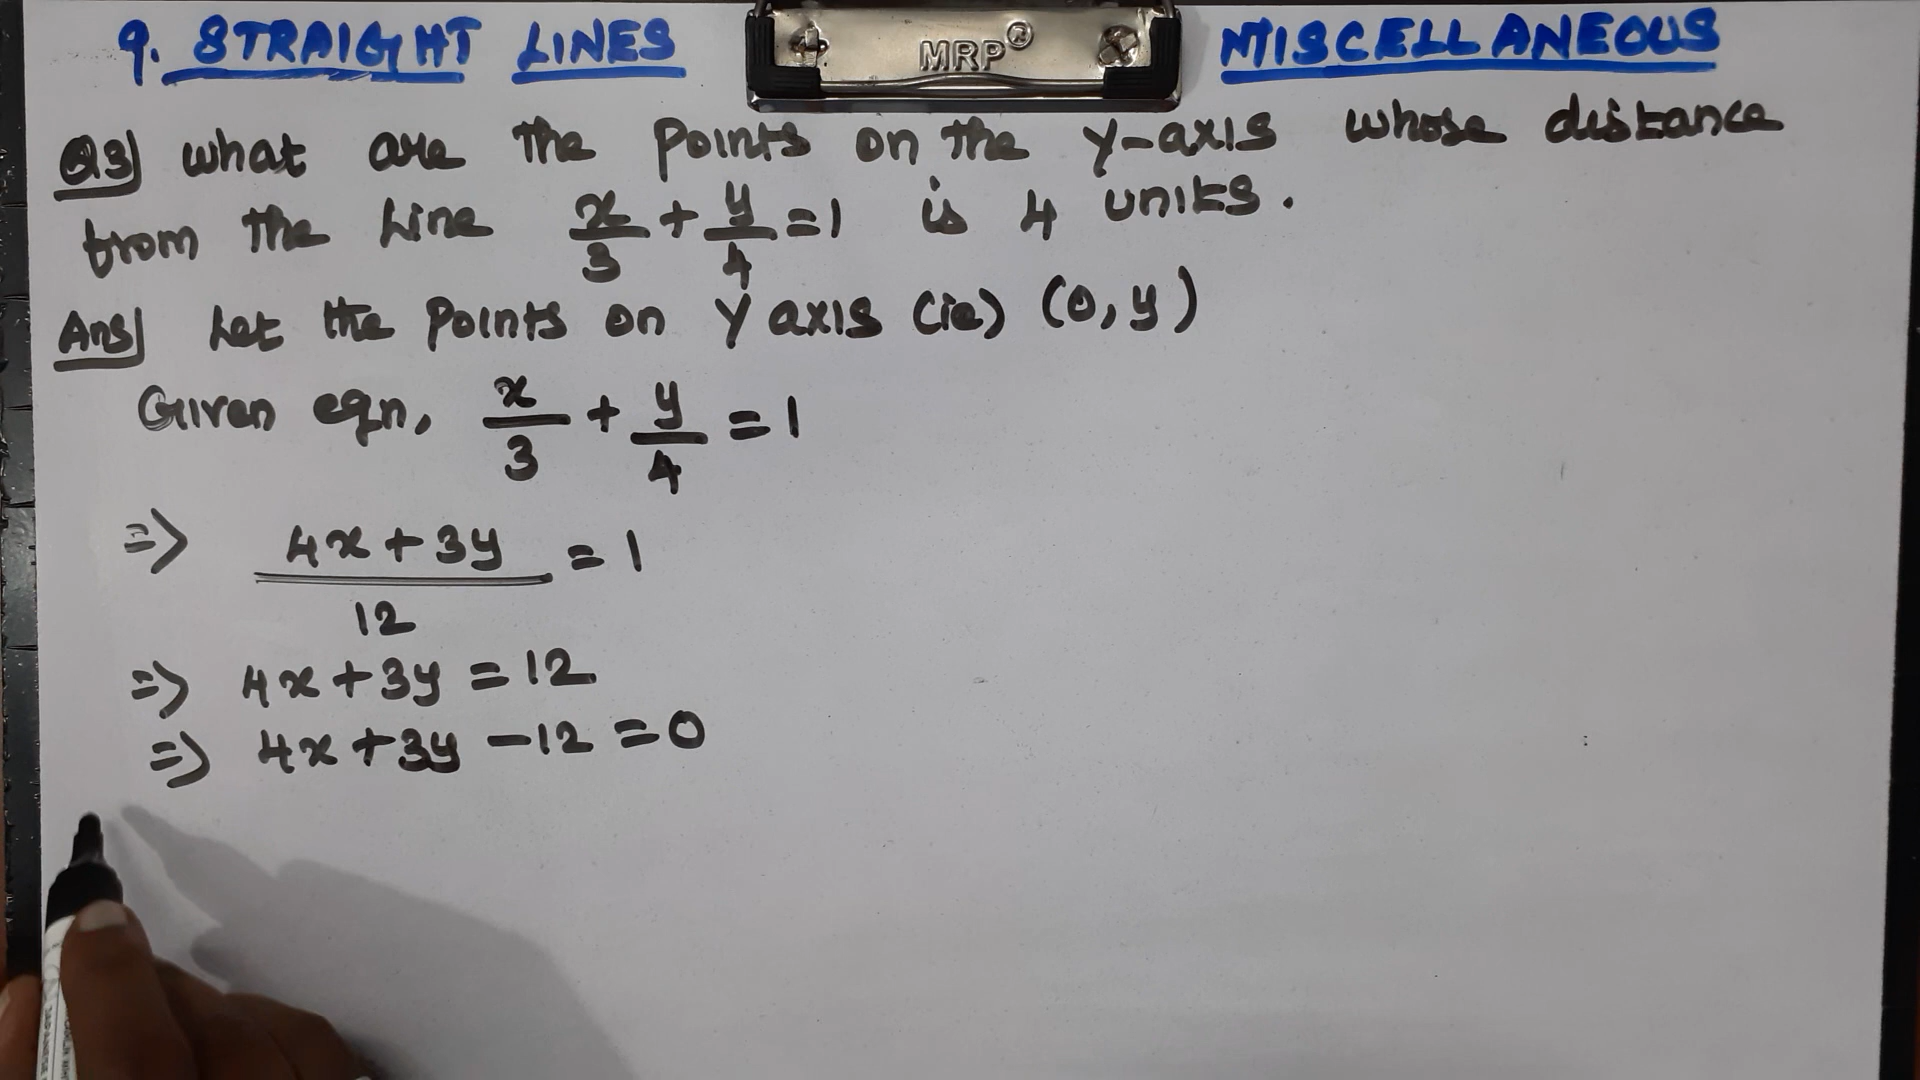 9. STRAIGHT LINES MRP® MISCELLANEOUS
Q3) What are the points on the y-axis whose distance
from the Line x/3 + y/4 = 1 is 4 units.
Ans) Let the points on Y axis (ie) (0, y)
Given eqn, x/3 + y/4 = 1
=> 4x + 3y / 12 = 1
=> 4x + 3y = 12
=> 4x + 3y - 12 = 0